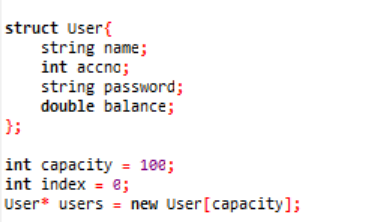 struct User{
string name;
int accno;
string password;
double balance;
};
int capacity = 100;
int index = 0;
User* users = new User[capacity];